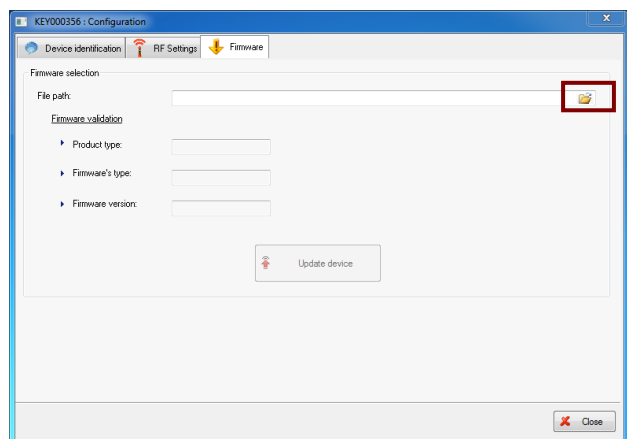 KEY000356 : Configuration
Device identification RF Settings Firmware
Firmware selection
File path:
Firmware validation
Product type:
Firmware's type:
Firmware version:
Update device
Close